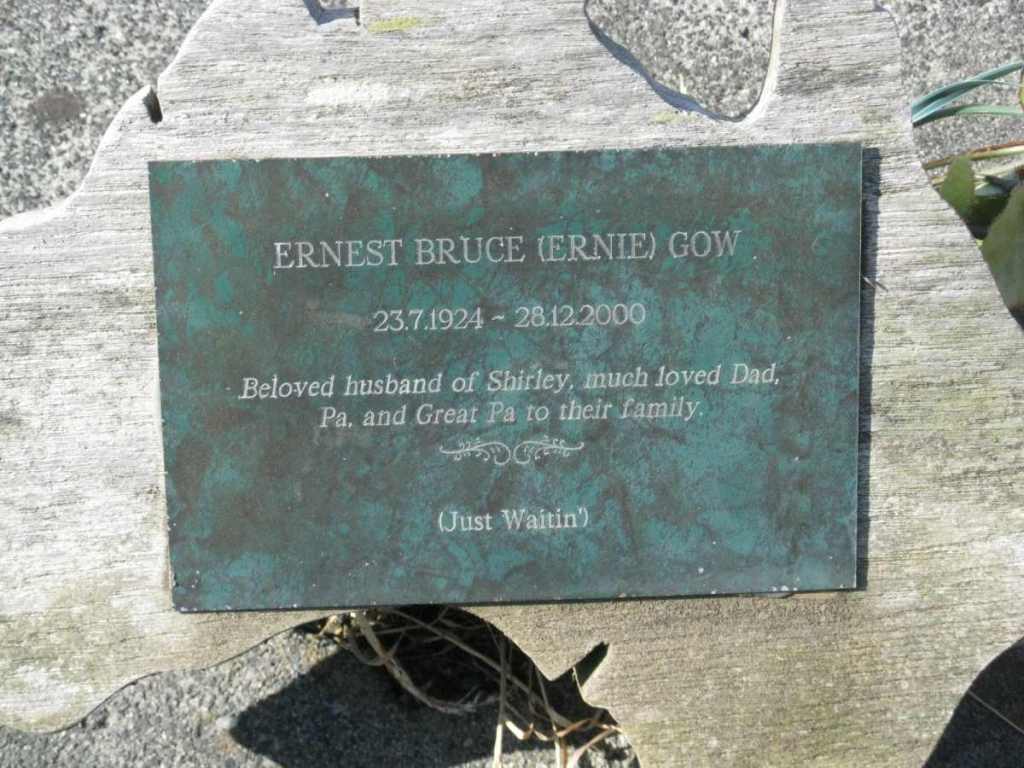 ERNEST BRUCE (ERNIE) GOW
23.7.1924 ~ 28.12.2000
Beloved husband of Shirley, much loved Dad,
Pa, and Great Pa to their family.
(Just Waitin')